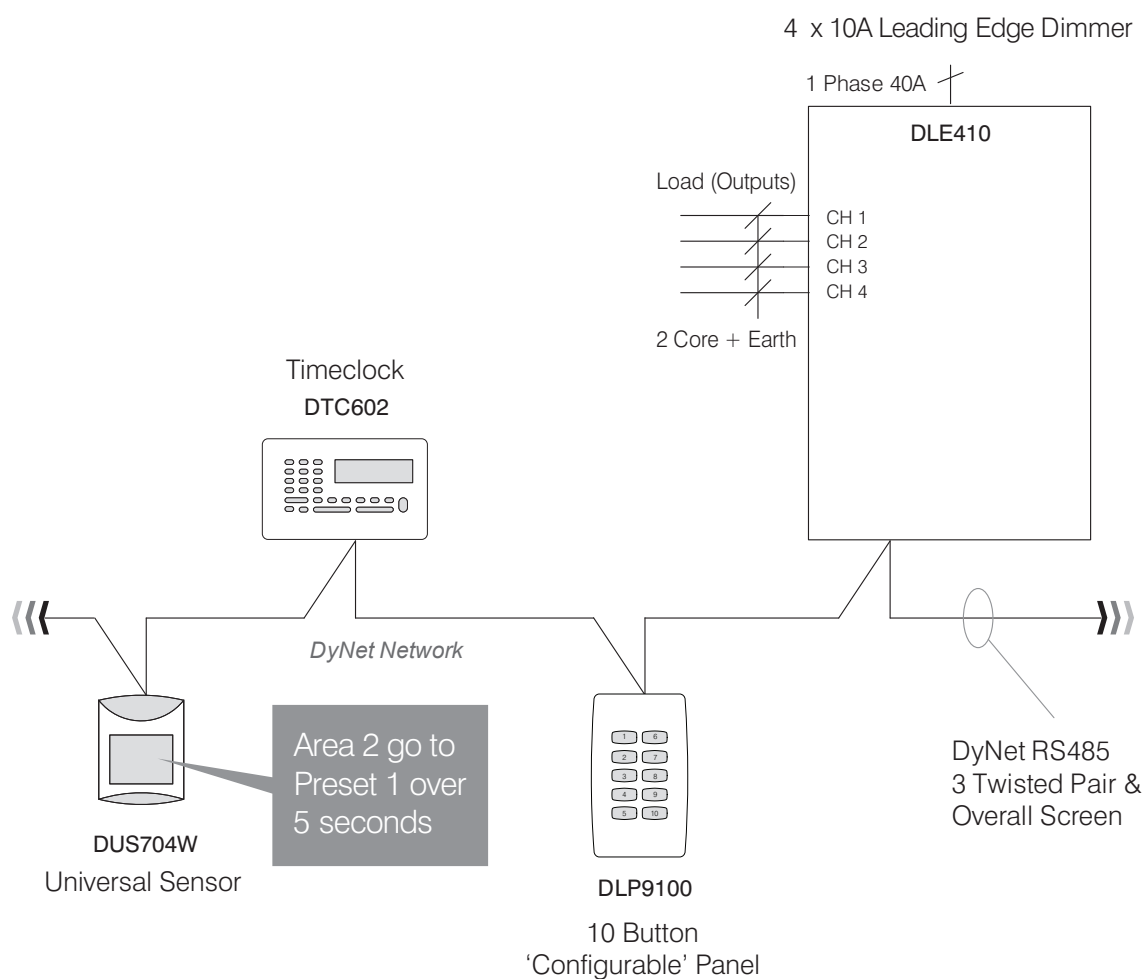 4 x 10A Leading Edge Dimmer
1 Phase 40A
DLE410
Load (Outputs)
CH 1
CH 2
CH 3
CH 4
2 Core + Earth
Timeclock
DTC602
DyNet Network
Area 2 go to
Preset 1 over
5 seconds
DUS704W
Universal Sensor
1 6
2 7
3 8
4 9
5 10
DLP9100
10 Button
‘Configurable’ Panel
DyNet RS485
3 Twisted Pair &
Overall Screen